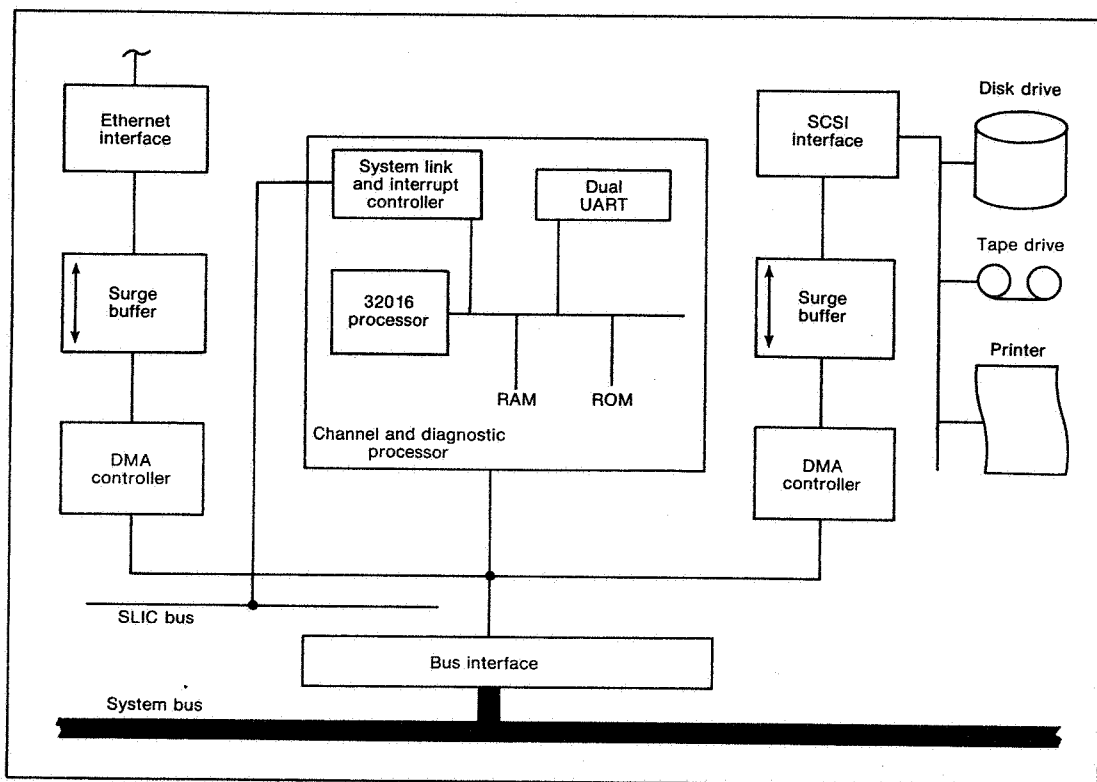 Ethernet
interface
Surge
buffer
DMA
controller
System link
and interrupt
controller
Dual
UART
32016
processor
RAM
ROM
Channel and diagnostic
processor
SCSI
interface
Surge
buffer
DMA
controller
Disk drive
Tape drive
Printer
SLIC bus
Bus interface
System bus